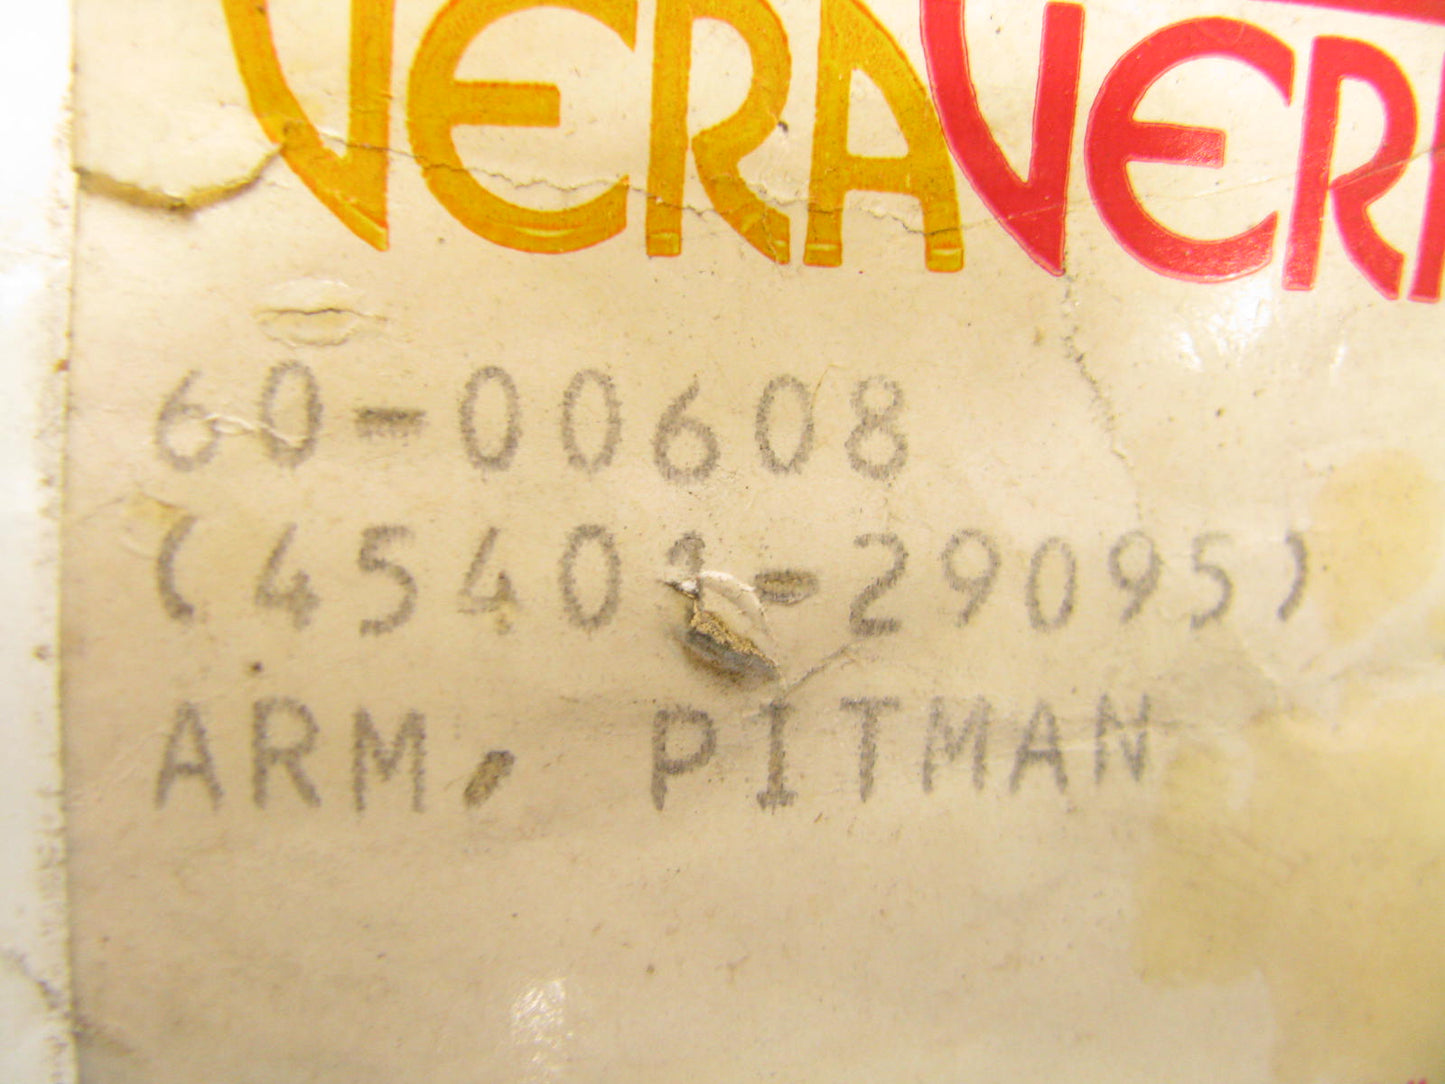 VERA VER
60-00608
(45401-29095)
ARM, PITMAN